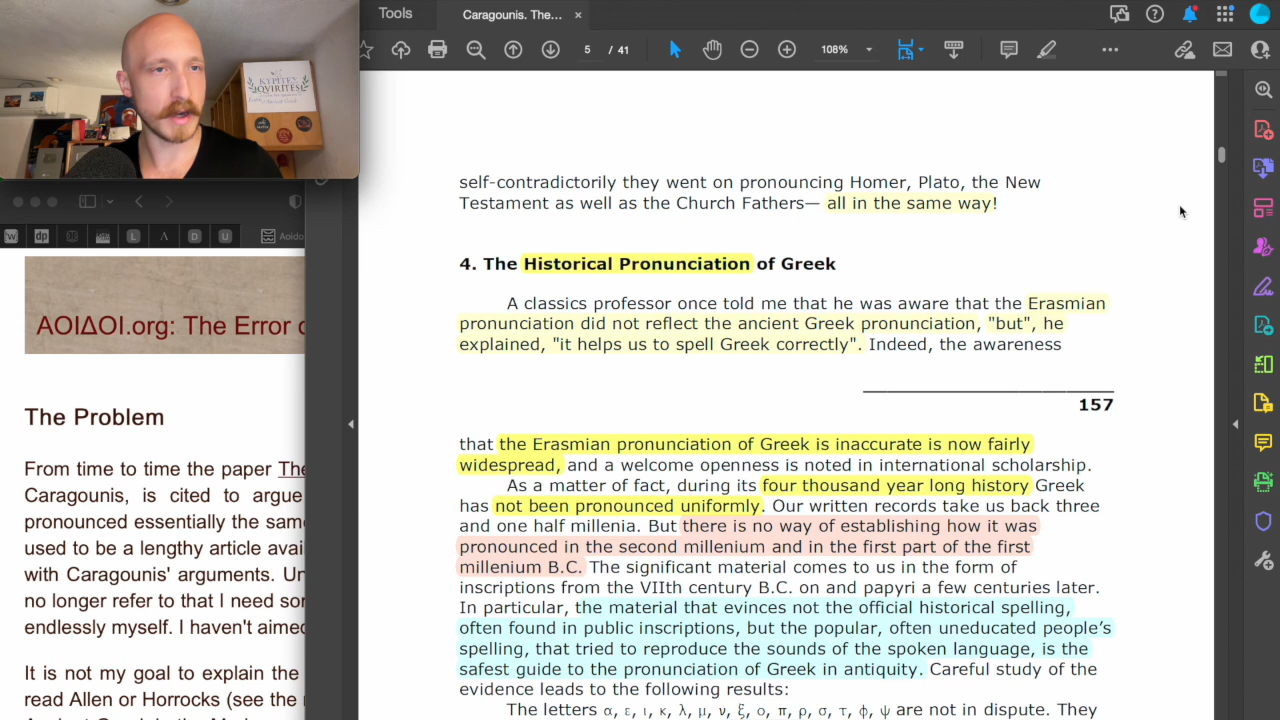 Tools
Caragounis. The...
5 / 41
108%
ΚΥΡΙΤΕΣ
QVIRITES
AOIΔOI.org: The Error o
The Problem
From time to time the paper The
Caragounis, is cited to argue
pronounced essentially the same
used to be a lengthy article avai
with Caragounis' arguments. Un
no longer refer to that I need son
endlessly myself. I haven't aimed
It is not my goal to explain the
read Allen or Horrocks (see the
self-contradictorily they went on pronouncing Homer, Plato, the New
Testament as well as the Church Fathers— all in the same way!
4. The Historical Pronunciation of Greek
A classics professor once told me that he was aware that the Erasmian
pronunciation did not reflect the ancient Greek pronunciation, "but", he
explained, "it helps us to spell Greek correctly". Indeed, the awareness
157
that the Erasmian pronunciation of Greek is inaccurate is now fairly
widespread, and a welcome openness is noted in international scholarship.
As a matter of fact, during its four thousand year long history Greek
has not been pronounced uniformly. Our written records take us back three
and one half millenia. But there is no way of establishing how it was
pronounced in the second millenium and in the first part of the first
millenium B.C. The significant material comes to us in the form of
inscriptions from the VIIth century B.C. on and papyri a few centuries later.
In particular, the material that evinces not the official historical spelling,
often found in public inscriptions, but the popular, often uneducated people's
spelling, that tried to reproduce the sounds of the spoken language, is the
safest guide to the pronunciation of Greek in antiquity. Careful study of the
evidence leads to the following results:
The letters α, ε, ι, κ, λ, μ, ν, ξ, ο, π, ρ, σ, τ, φ, ψ are not in dispute. They